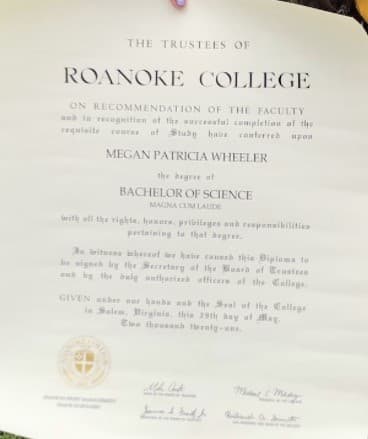 THE TRUSTEES OF
ROANOKE COLLEGE
ON RECOMMENDATION OF THE FACULTY
and in recognition of the successful completion of the
requisite course of Study have conferred upon
MEGAN PATRICIA WHEELER
the degree of
BACHELOR OF SCIENCE
MAGNA CUM LAUDE
with all the rights, honors, privileges and responsibilities
pertaining to that degree.
In witness whereof we have caused this Diploma to
be signed by the Secretary of the Board of Trustees
and by the duly authorized officers of the College.
GIVEN under our hands and the Seal of the College
in Salem, Virginia, this 29th day of May,
Two thousand twenty-one.